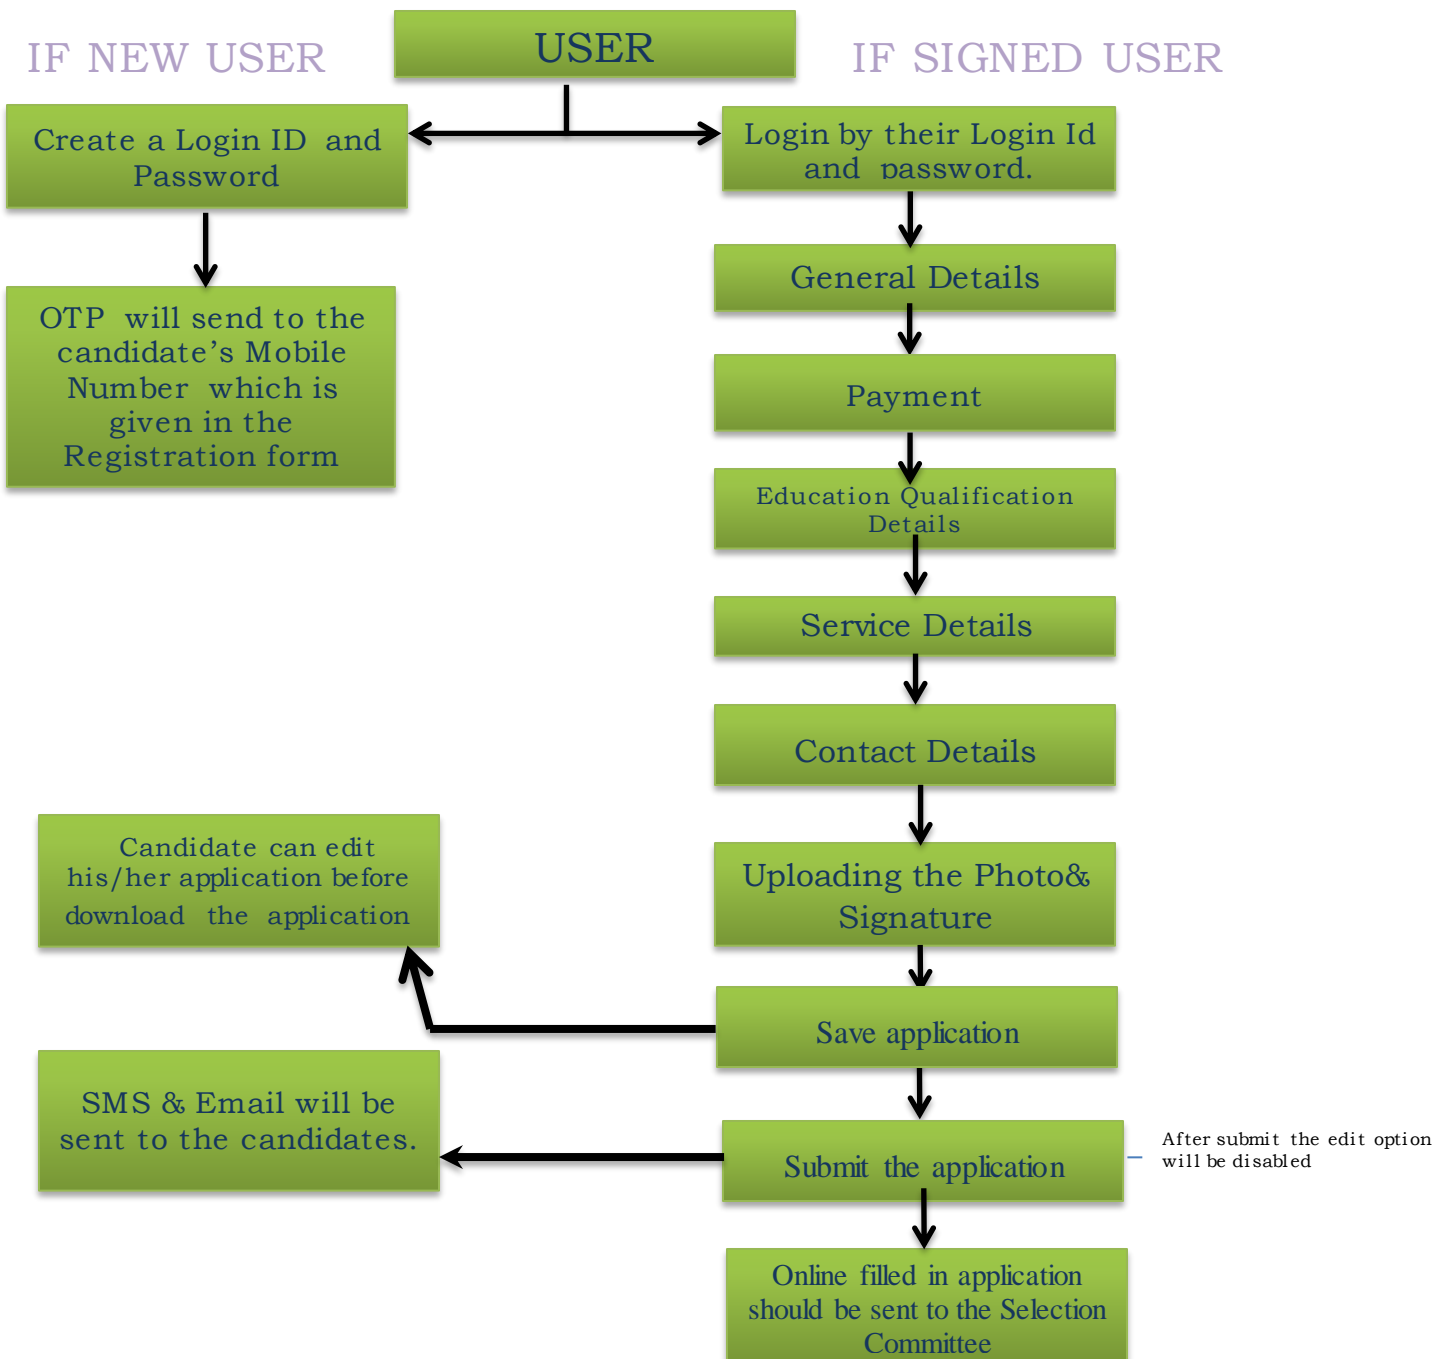 IF NEW USER
USER
IF SIGNED USER
Create a Login ID and
Password
Login by their Login Id
and password.
OTP will send to the
candidate's Mobile
Number which is
given in the
Registration form
General Details
Payment
Education Qualification
Details
Service Details
Contact Details
Candidate can edit
his/her application before
download the application
Uploading the Photo&
Signature
Save application
SMS & Email will be
sent to the candidates.
Submit the application
After submit the edit option
will be disabled
Online filled in application
should be sent to the Selection
Committee